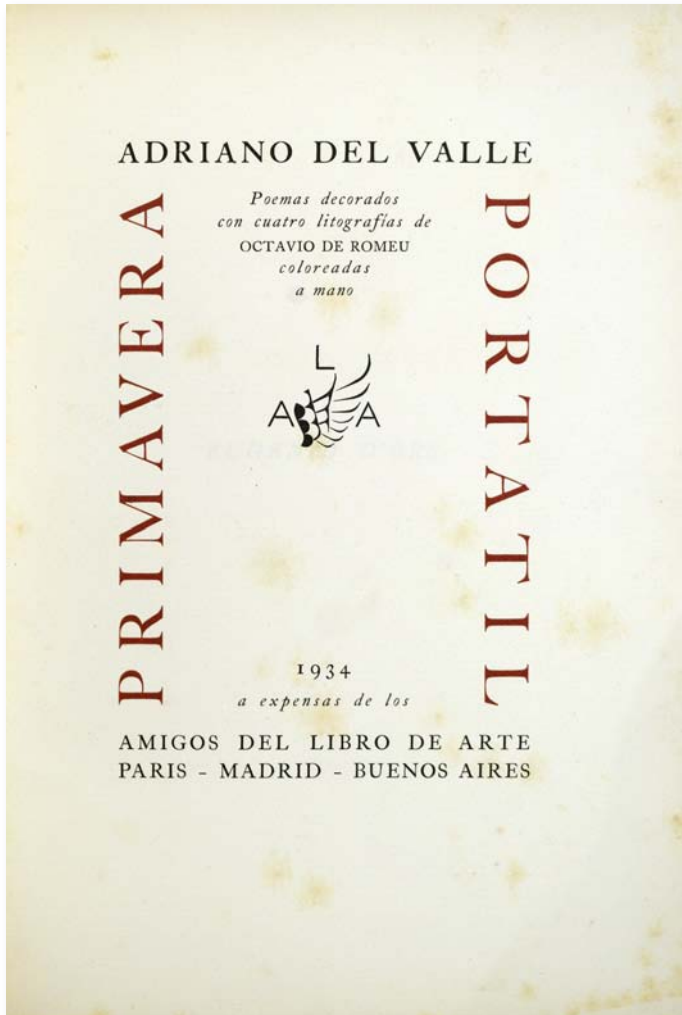 ADRIANO DEL VALLE
PRIMAVERA
PORTATIL
Poemas decorados
con cuatro litografías de
OCTAVIO DE ROMEU
coloreadas
a mano
L
A A
1934
a expensas de los
AMIGOS DEL LIBRO DE ARTE
PARIS - MADRID - BUENOS AIRES